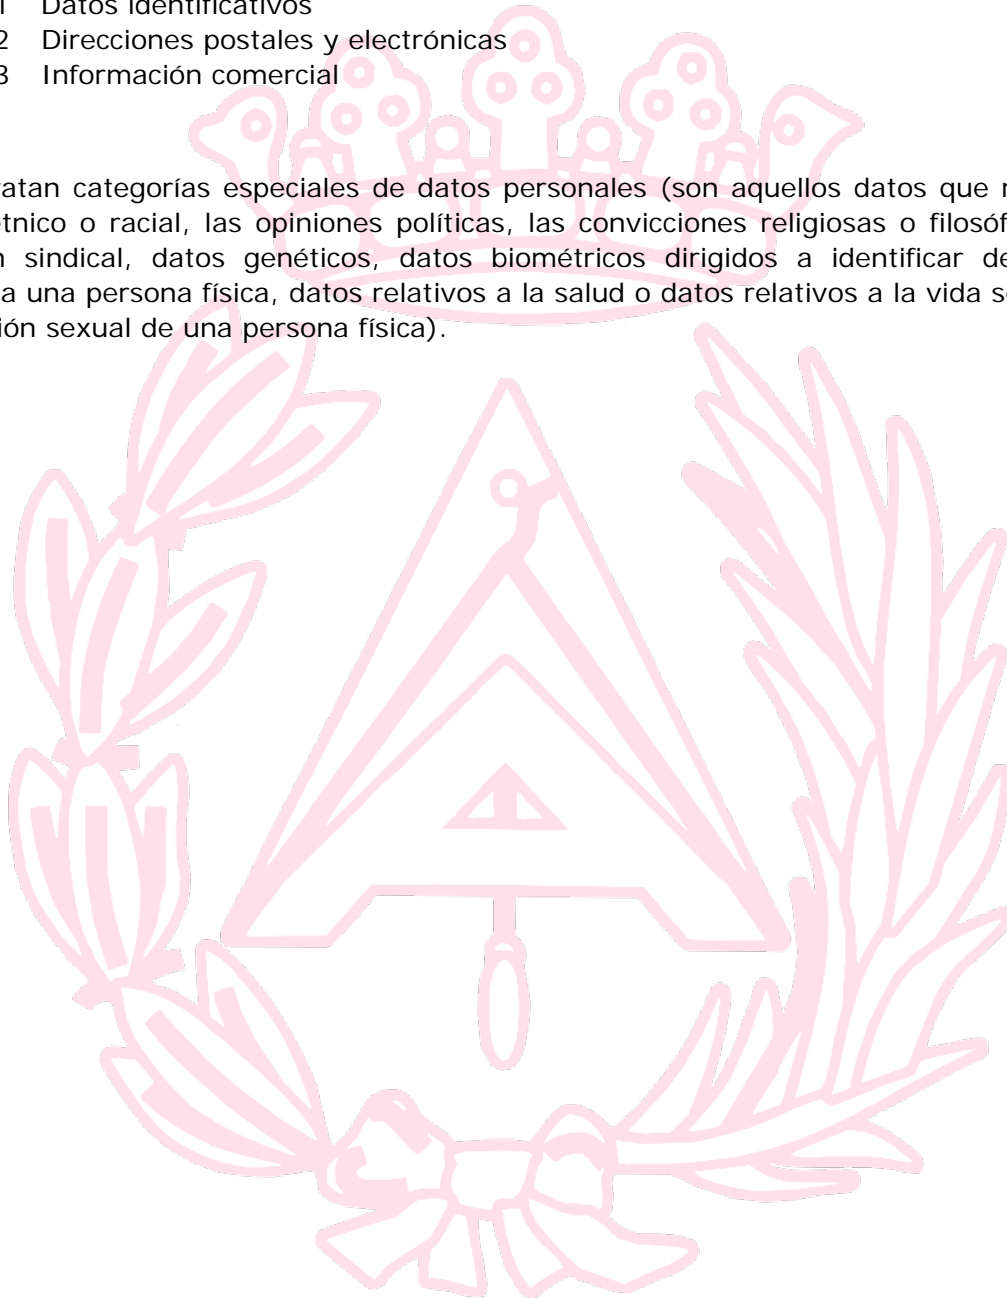 1 Datos identificativos
2 Direcciones postales y electrónicas
3 Información comercial
ratan categorías especiales de datos personales (son aquellos datos que r
étnico o racial, las opiniones políticas, las convicciones religiosas o filosóf
n sindical, datos genéticos, datos biométricos dirigidos a identificar de
a una persona física, datos relativos a la salud o datos relativos a la vida s
ión sexual de una persona física).